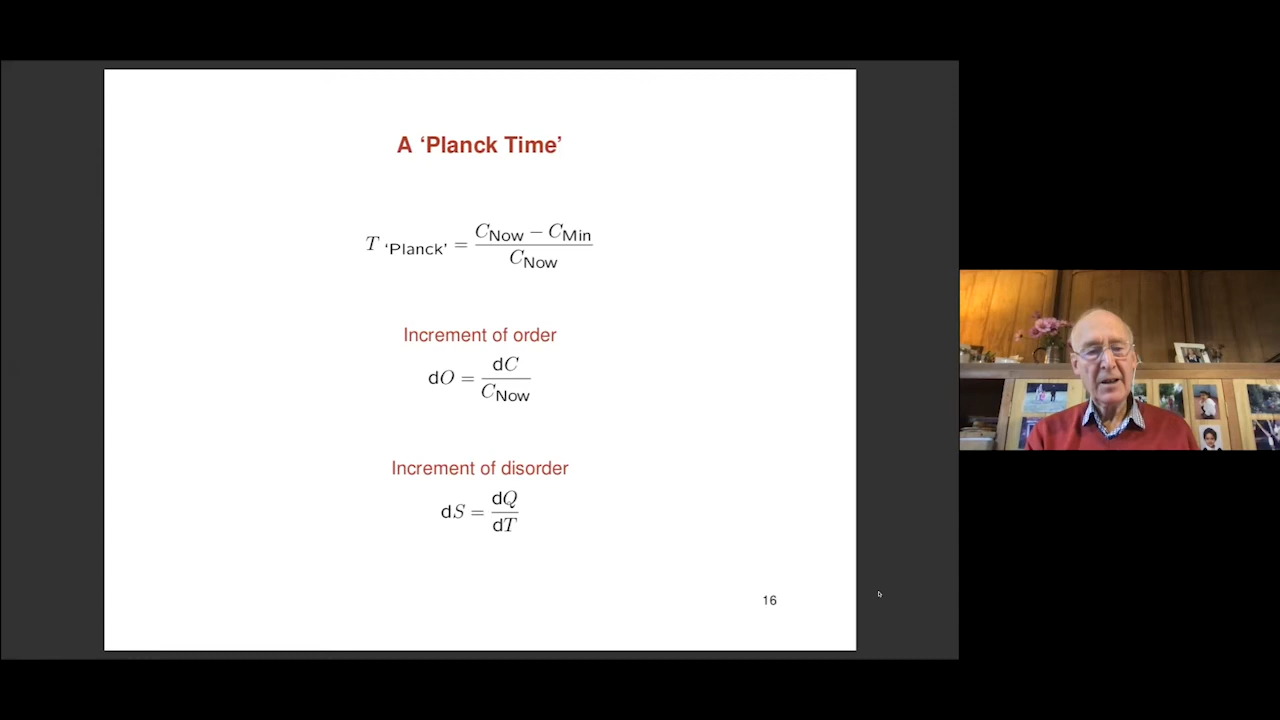 A ‘Planck Time’
T ‘Planck’ = (C_Now − C_Min) / C_Now
Increment of order
dO = dC / C_Now
Increment of disorder
dS = dQ / dT
16